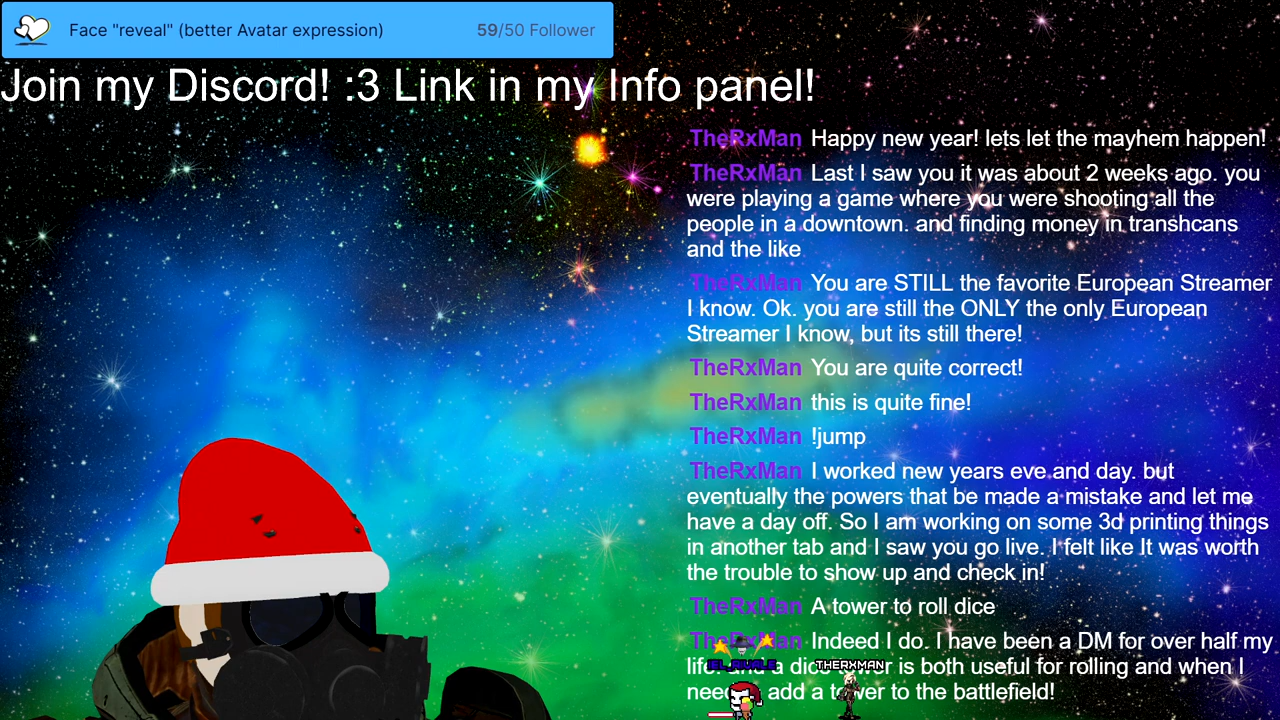 Face "reveal" (better Avatar expression) 59/50 Follower
Join my Discord! :3 Link in my Info panel!
TheRxMan Happy new year! lets let the mayhem happen!
TheRxMan Last I saw you it was about 2 weeks ago. you
were playing a game where you were shooting all the
people in a downtown. and finding money in transhcans
and the like
TheRxMan You are STILL the favorite European Streamer
I know. Ok. you are still the ONLY the only European
Streamer I know, but its still there!
TheRxMan You are quite correct!
TheRxMan this is quite fine!
TheRxMan !jump
TheRxMan I worked new years eve and day. but
eventually the powers that be made a mistake and let me
have a day off. So I am working on some 3d printing things
in another tab and I saw you go live. I felt like It was worth
the trouble to show up and check in!
TheRxMan A tower to roll dice
TheRxMan Indeed I do. I have been a DM for over half my
life. and a dice tower is both useful for rolling and when I
need add a tower to the battlefield!
THERXMAN